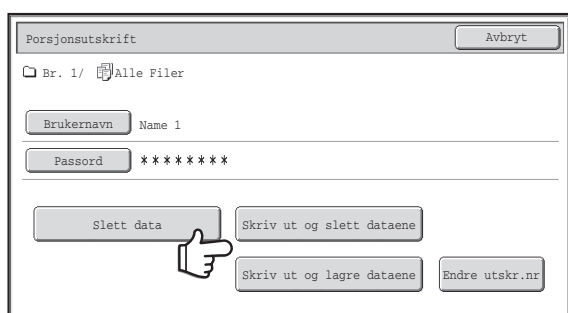 Porsjonsutskrift Avbryt
Br. 1/ Alle Filer
Brukernavn Name 1
Passord ********
Slett data Skriv ut og slett dataene
Skriv ut og lagre dataene Endre utskr.nr